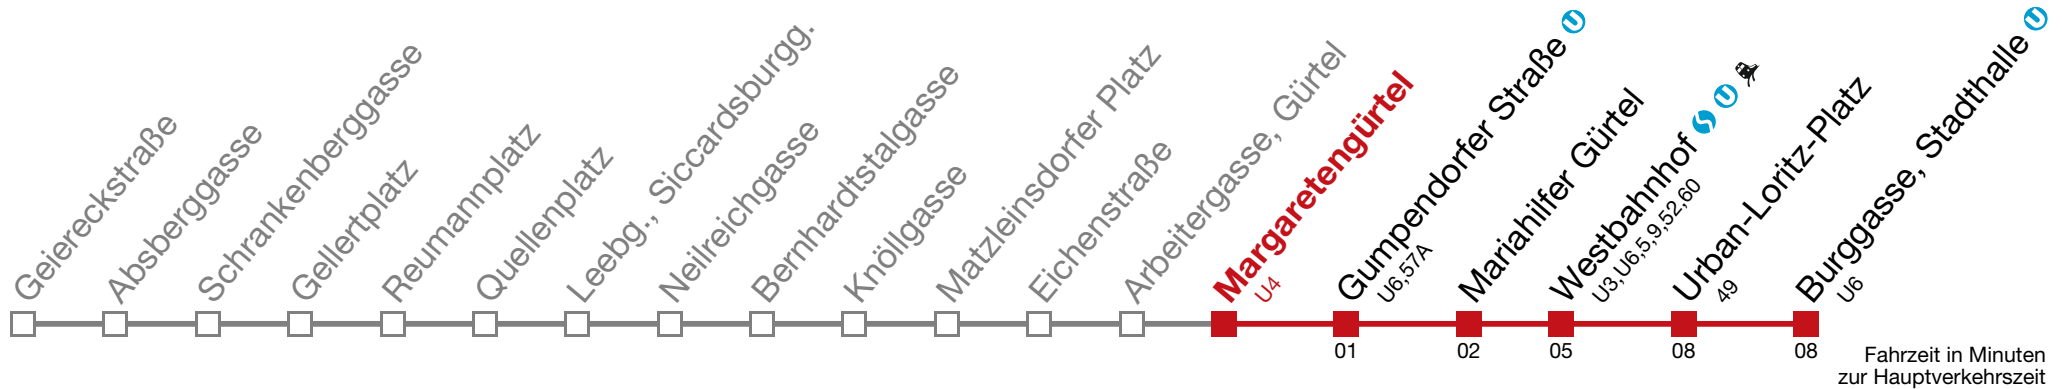 Geiereckstraße
Absberggasse
Schrankenberggasse
Gellertplatz
Reumannplatz
Quellenplatz
Leebg., Siccardsburgg.
Neilreichgasse
Bernhardtstalgasse
Knöllgasse
Matzleinsdorfer Platz
Eichenstraße
Arbeitergasse, Gürtel
Margaretengürtel
U4
Gumpendorfer Straße U
U6,57A
Mariahilfer Gürtel
Westbahnhof S U
U3,U6,5,9,52,60
Urban-Loritz-Platz
49
Burggasse, Stadthalle U
U6
01 02 05 08 08
Fahrzeit in Minuten
zur Hauptverkehrszeit